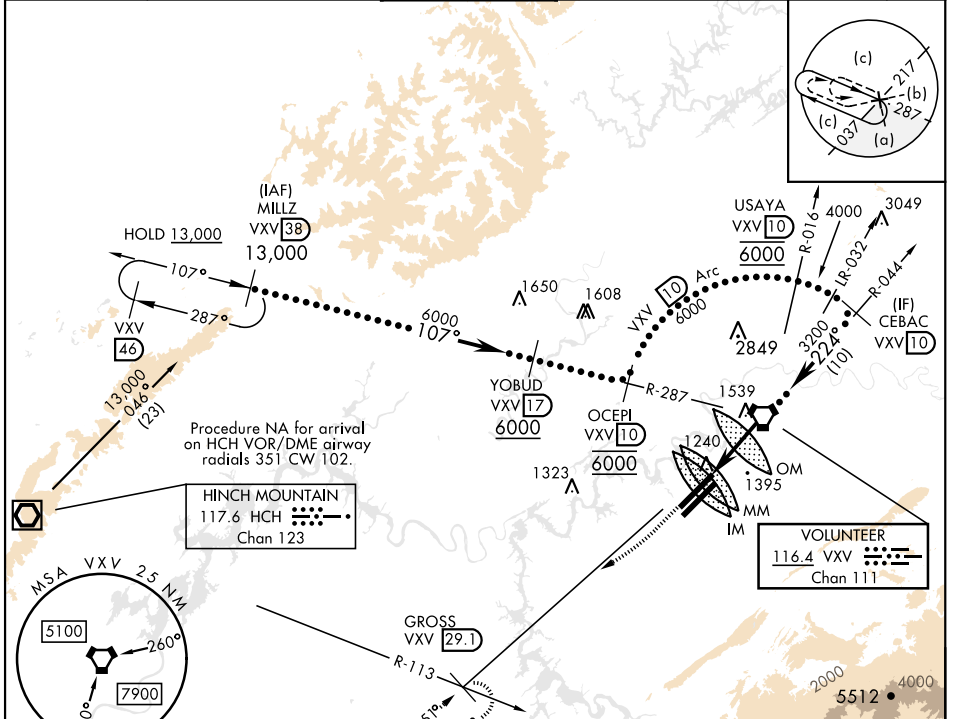 (c)
217
(b)
287
(c)
037
(a)
(IAF)
MILLZ
VXV 38
13,000
HOLD 13,000
107°
287°
VXV
46
USAYA
VXV 10
6000
R-016
4000
3049
LR-032
R-044
(IF)
CEBAC
VXV 10
VXV 10 Arc
6000
1650
1608
2849
3200
224°
(10)
6000
107°
YOBUD
VXV 17
6000
R-287
OCEPI
VXV 10
6000
1539
1240
OM
1395
MM
IM
1323
13,000
046°
(23)
Procedure NA for arrival
on HCH VOR/DME airway
radials 351 CW 102.
HINCH MOUNTAIN
117.6 HCH
Chan 123
VOLUNTEER
116.4 VXV
Chan 111
MSA VXV 25 NM
5100
260°
7900
0°
GROSS
VXV 29.1
R-113
51°
2000
4000
5512